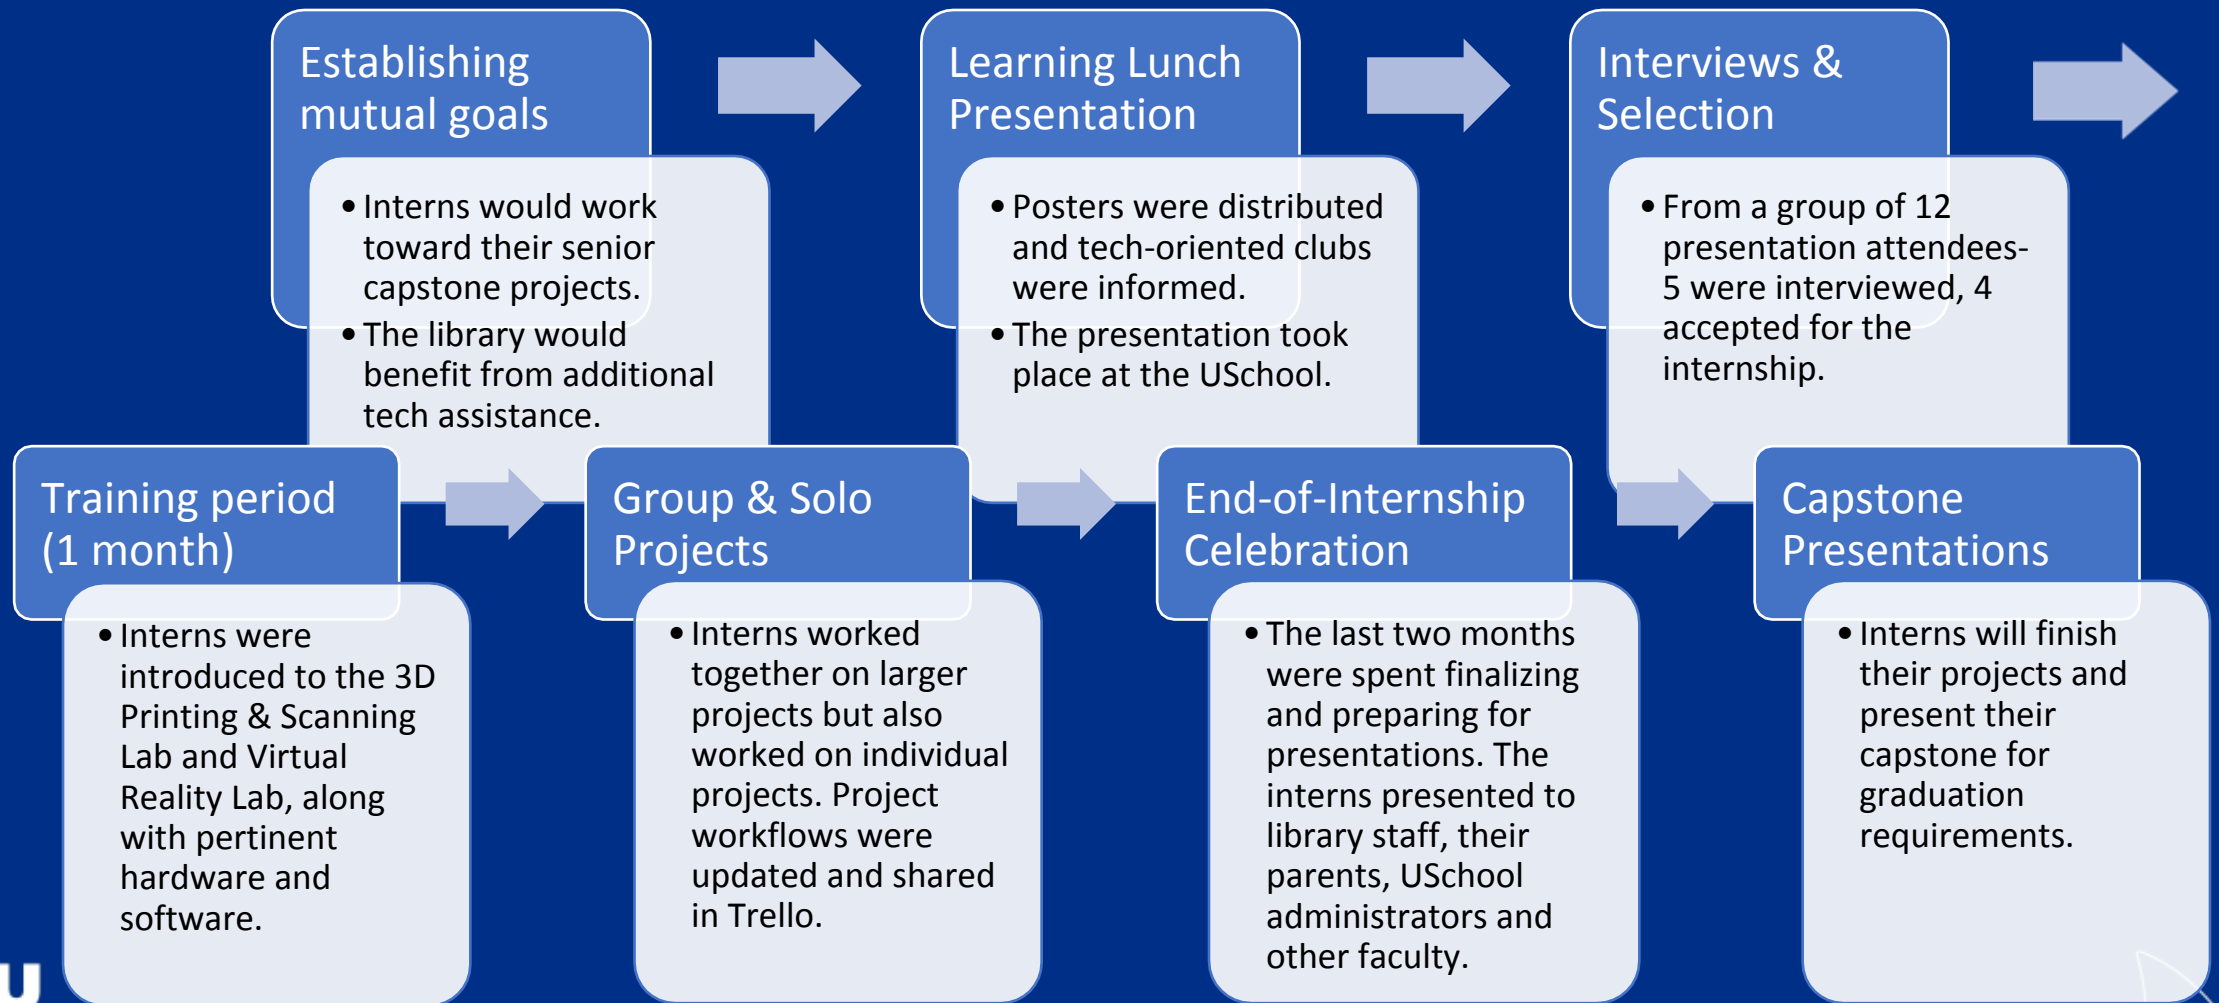 Establishing
mutual goals
• Interns would work
toward their senior
capstone projects.
• The library would
benefit from additional
tech assistance.
Learning Lunch
Presentation
• Posters were distributed
and tech-oriented clubs
were informed.
• The presentation took
place at the USchool.
Interviews &
Selection
• From a group of 12
presentation attendees-
5 were interviewed, 4
accepted for the
internship.
Training period
(1 month)
• Interns were
introduced to the 3D
Printing & Scanning
Lab and Virtual
Reality Lab, along
with pertinent
hardware and
software.
Group & Solo
Projects
• Interns worked
together on larger
projects but also
worked on individual
projects. Project
workflows were
updated and shared
in Trello.
End-of-Internship
Celebration
• The last two months
were spent finalizing
and preparing for
presentations. The
interns presented to
library staff, their
parents, USchool
administrators and
other faculty.
Capstone
Presentations
• Interns will finish
their projects and
present their
capstone for
graduation
requirements.